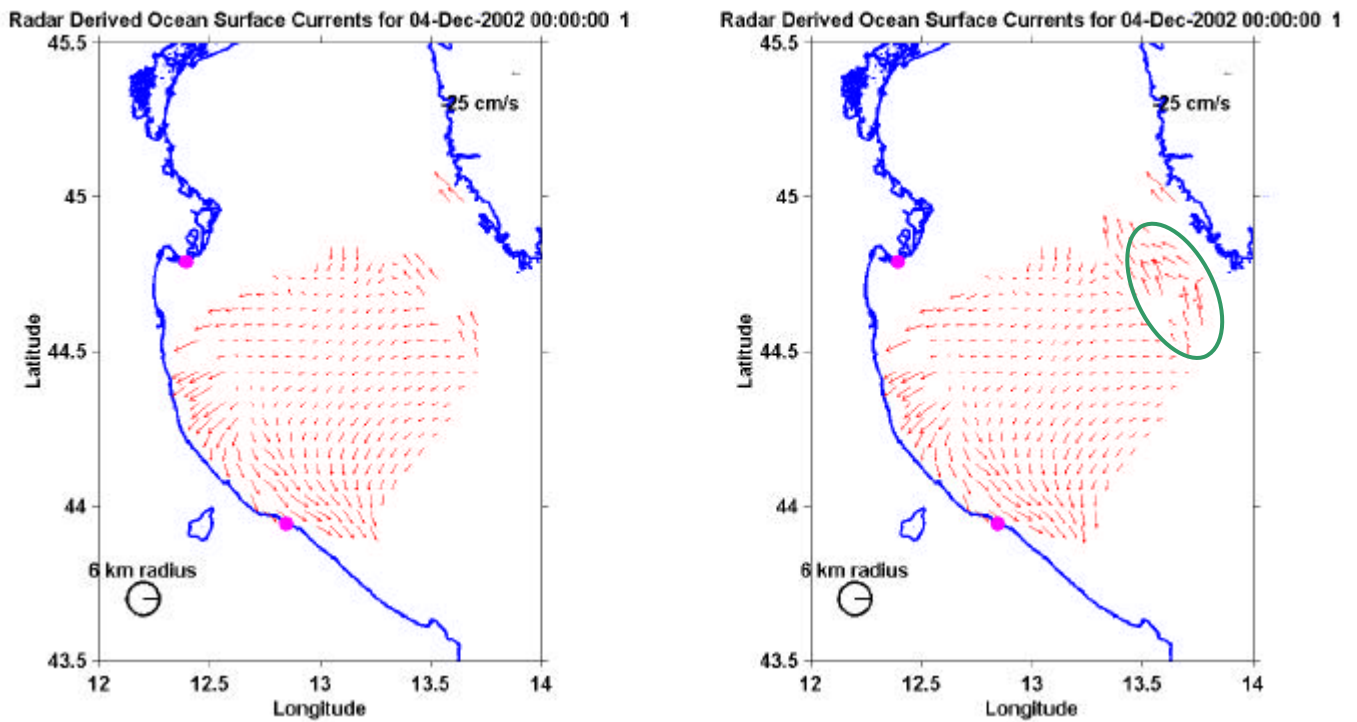 Radar Derived Ocean Surface Currents for 04-Dec-2002 00:00:00 1
45.5
25 cm/s
45
44.5
44
43.5
Latitude
6 km radius
12 12.5 13 13.5 14
Longitude
Radar Derived Ocean Surface Currents for 04-Dec-2002 00:00:00 1
45.5
25 cm/s
45
44.5
44
43.5
Latitude
6 km radius
12 12.5 13 13.5 14
Longitude